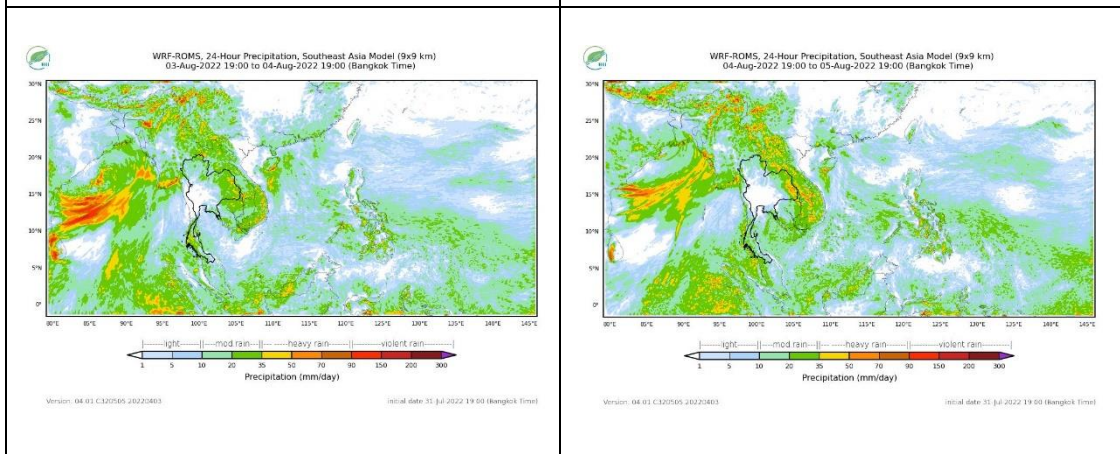 WRF-ROMS, 24-Hour Precipitation, Southeast Asia Model (9x9 km)
03-Aug-2022 19:00 to 04-Aug-2022 19:00 (Bangkok Time)
30°N
25°N
20°N
15°N
10°N
5°N
0°
80°E 85°E 90°E 95°E 100°E 105°E 110°E 115°E 120°E 125°E 130°E 135°E 140°E 145°E
|------light------||----mod rain----||--- ------heavy rain------||------violent rain------|
1 5 10 20 35 50 70 90 150 200 300
Precipitation (mm/day)
Version: 04.01 C320505.20220403
initial date 31-Jul-2022 19:00 (Bangkok Time)
WRF-ROMS, 24-Hour Precipitation, Southeast Asia Model (9x9 km)
04-Aug-2022 19:00 to 05-Aug-2022 19:00 (Bangkok Time)
30°N
25°N
20°N
15°N
10°N
5°N
0°
80°E 85°E 90°E 95°E 100°E 105°E 110°E 115°E 120°E 125°E 130°E 135°E 140°E 145°E
|------light------||----mod rain----||--- ------heavy rain------||------violent rain------|
1 5 10 20 35 50 70 90 150 200 300
Precipitation (mm/day)
Version: 04.01 C320505.20220403
initial date 31-Jul-2022 19:00 (Bangkok Time)